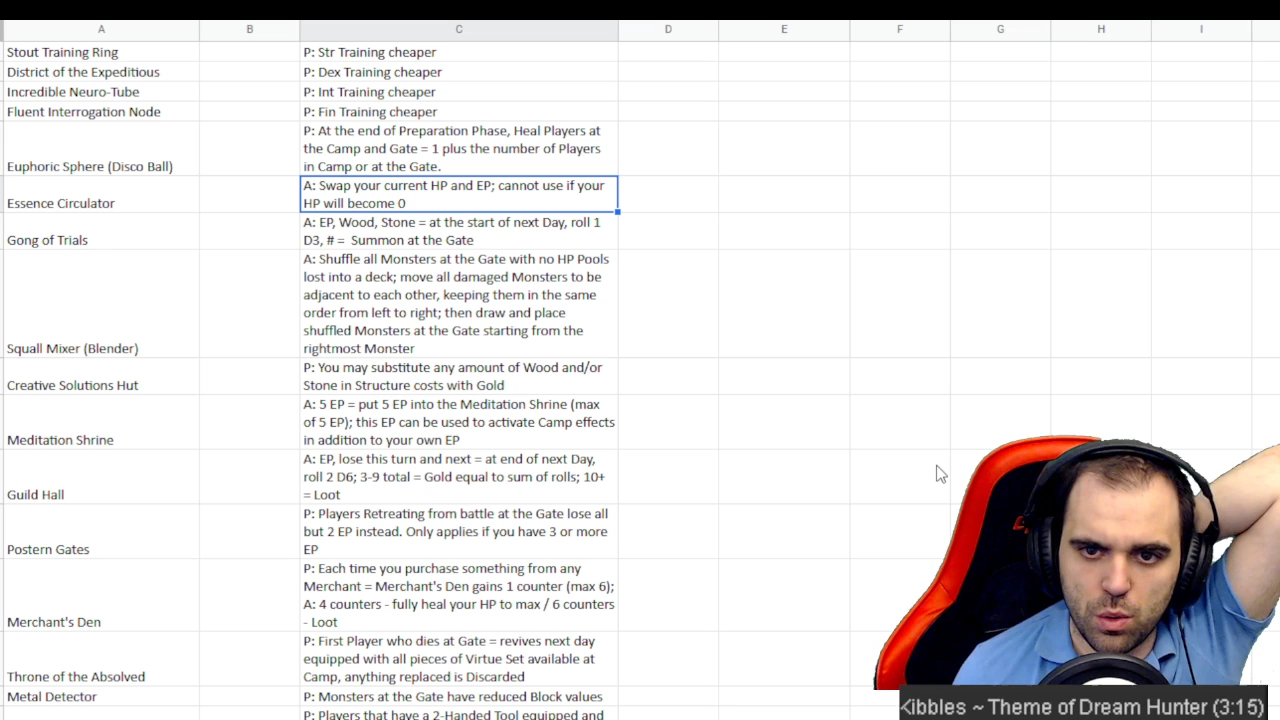 A B C D E F G H I
Stout Training Ring
P: Str Training cheaper
District of the Expeditious
P: Dex Training cheaper
Incredible Neuro-Tube
P: Int Training cheaper
Fluent Interrogation Node
P: Fin Training cheaper
Euphoric Sphere (Disco Ball)
P: At the end of Preparation Phase, Heal Players at
the Camp and Gate = 1 plus the number of Players
in Camp or at the Gate.
Essence Circulator
A: Swap your current HP and EP; cannot use if your
HP will become 0
Gong of Trials
A: EP, Wood, Stone = at the start of next Day, roll 1
D3, # = Summon at the Gate
Squall Mixer (Blender)
A: Shuffle all Monsters at the Gate with no HP Pools
lost into a deck; move all damaged Monsters to be
adjacent to each other, keeping them in the same
order from left to right; then draw and place
shuffled Monsters at the Gate starting from the
rightmost Monster
Creative Solutions Hut
P: You may substitute any amount of Wood and/or
Stone in Structure costs with Gold
Meditation Shrine
A: 5 EP = put 5 EP into the Meditation Shrine (max
of 5 EP); this EP can be used to activate Camp effects
in addition to your own EP
Guild Hall
A: EP, lose this turn and next = at end of next Day,
roll 2 D6; 3-9 total = Gold equal to sum of rolls; 10+
= Loot
Postern Gates
P: Players Retreating from battle at the Gate lose all
but 2 EP instead. Only applies if you have 3 or more
EP
Merchant's Den
P: Each time you purchase something from any
Merchant = Merchant's Den gains 1 counter (max 6);
A: 4 counters - fully heal your HP to max / 6 counters
- Loot
Throne of the Absolved
P: First Player who dies at Gate = revives next day
equipped with all pieces of Virtue Set available at
Camp, anything replaced is Discarded
Metal Detector
P: Monsters at the Gate have reduced Block values
P: Players that have a 2-Handed Tool equipped and
Kibbles ~ Theme of Dream Hunter (3:15)